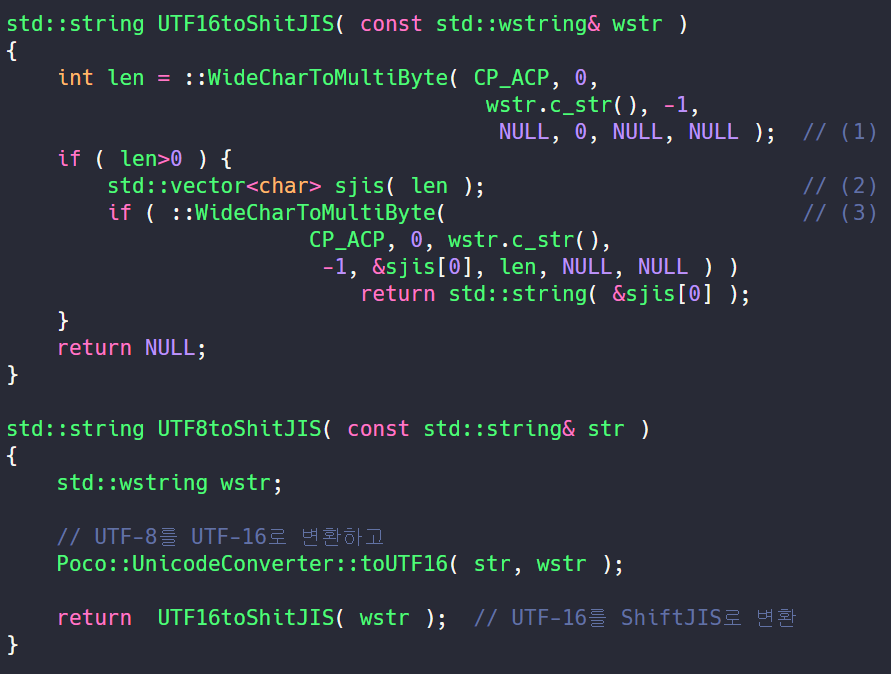 std::string UTF16toShitJIS( const std::wstring& wstr )
{
    int len = ::WideCharToMultiByte( CP_ACP, 0,
                                      wstr.c_str(), -1,
                                       NULL, 0, NULL, NULL );  // (1)
    if ( len>0 ) {
        std::vector<char> sjis( len );                         // (2)
        if ( ::WideCharToMultiByte(                            // (3)
                        CP_ACP, 0, wstr.c_str(),
                         -1, &sjis[0], len, NULL, NULL ) )
                            return std::string( &sjis[0] );
    }
    return NULL;
}

std::string UTF8toShitJIS( const std::string& str )
{
    std::wstring wstr;

    // UTF-8를 UTF-16로 변환하고
    Poco::UnicodeConverter::toUTF16( str, wstr );

    return  UTF16toShitJIS( wstr );  // UTF-16를 ShiftJIS로 변환
}